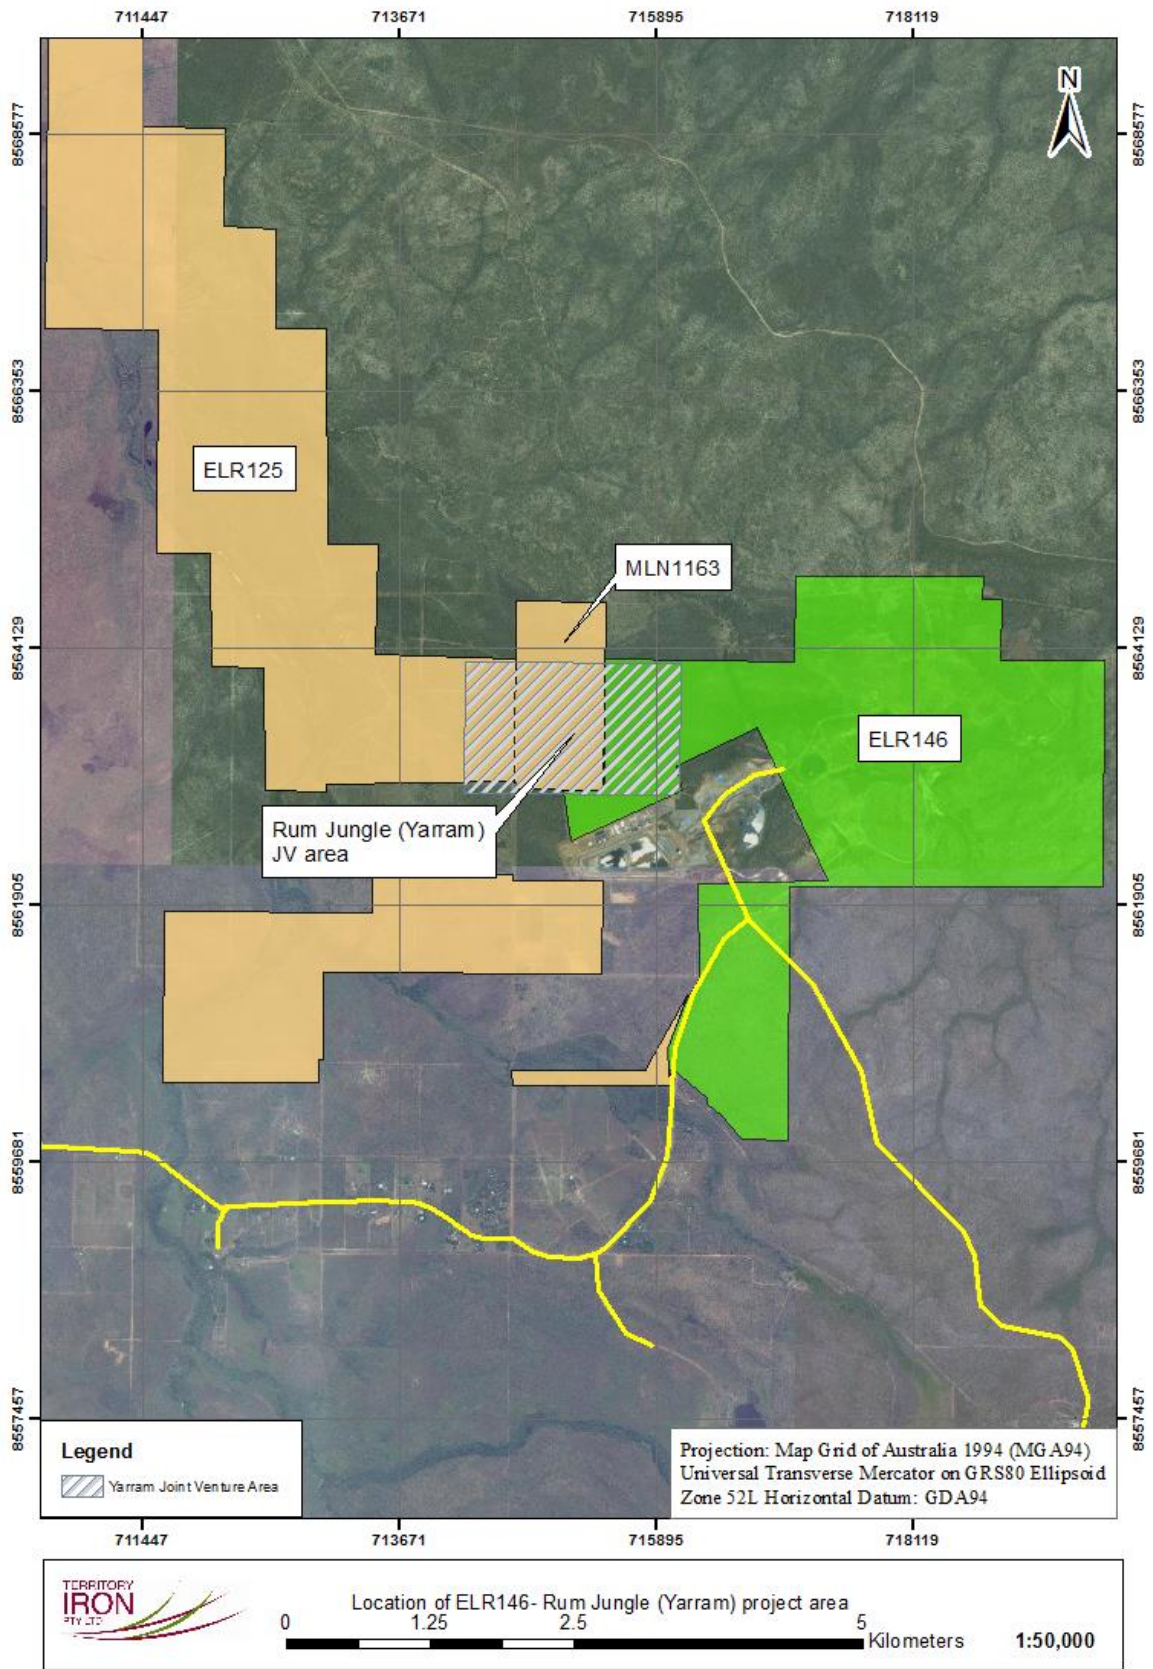 711447 713671 715895 718119
N
8568577 8568577
8566353 8566353
ELR125
MLN1163
8564129 8564129
ELR146
Rum Jungle (Yarram)
JV area
8561905 8561905
8559681 8559681
8557457 8557457
Legend
Yarram Joint Venture Area
Projection: Map Grid of Australia 1994 (MGA94)
Universal Transverse Mercator on GRS80 Ellipsoid
Zone 52L Horizontal Datum: GDA94
711447 713671 715895 718119
TERRITORY
IRON
PTY LTD
Location of ELR146- Rum Jungle (Yarram) project area
0 1.25 2.5 5
Kilometers 1:50,000